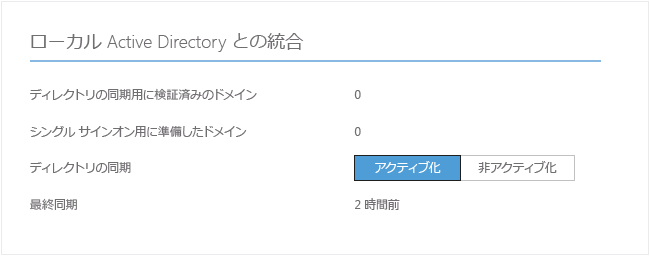 ローカル Active Directory との統合
ディレクトリの同期用に検証済みのドメイン 0
シングル サインオン用に準備したドメイン 0
ディレクトリの同期 アクティブ化 非アクティブ化
最終同期 2 時間前